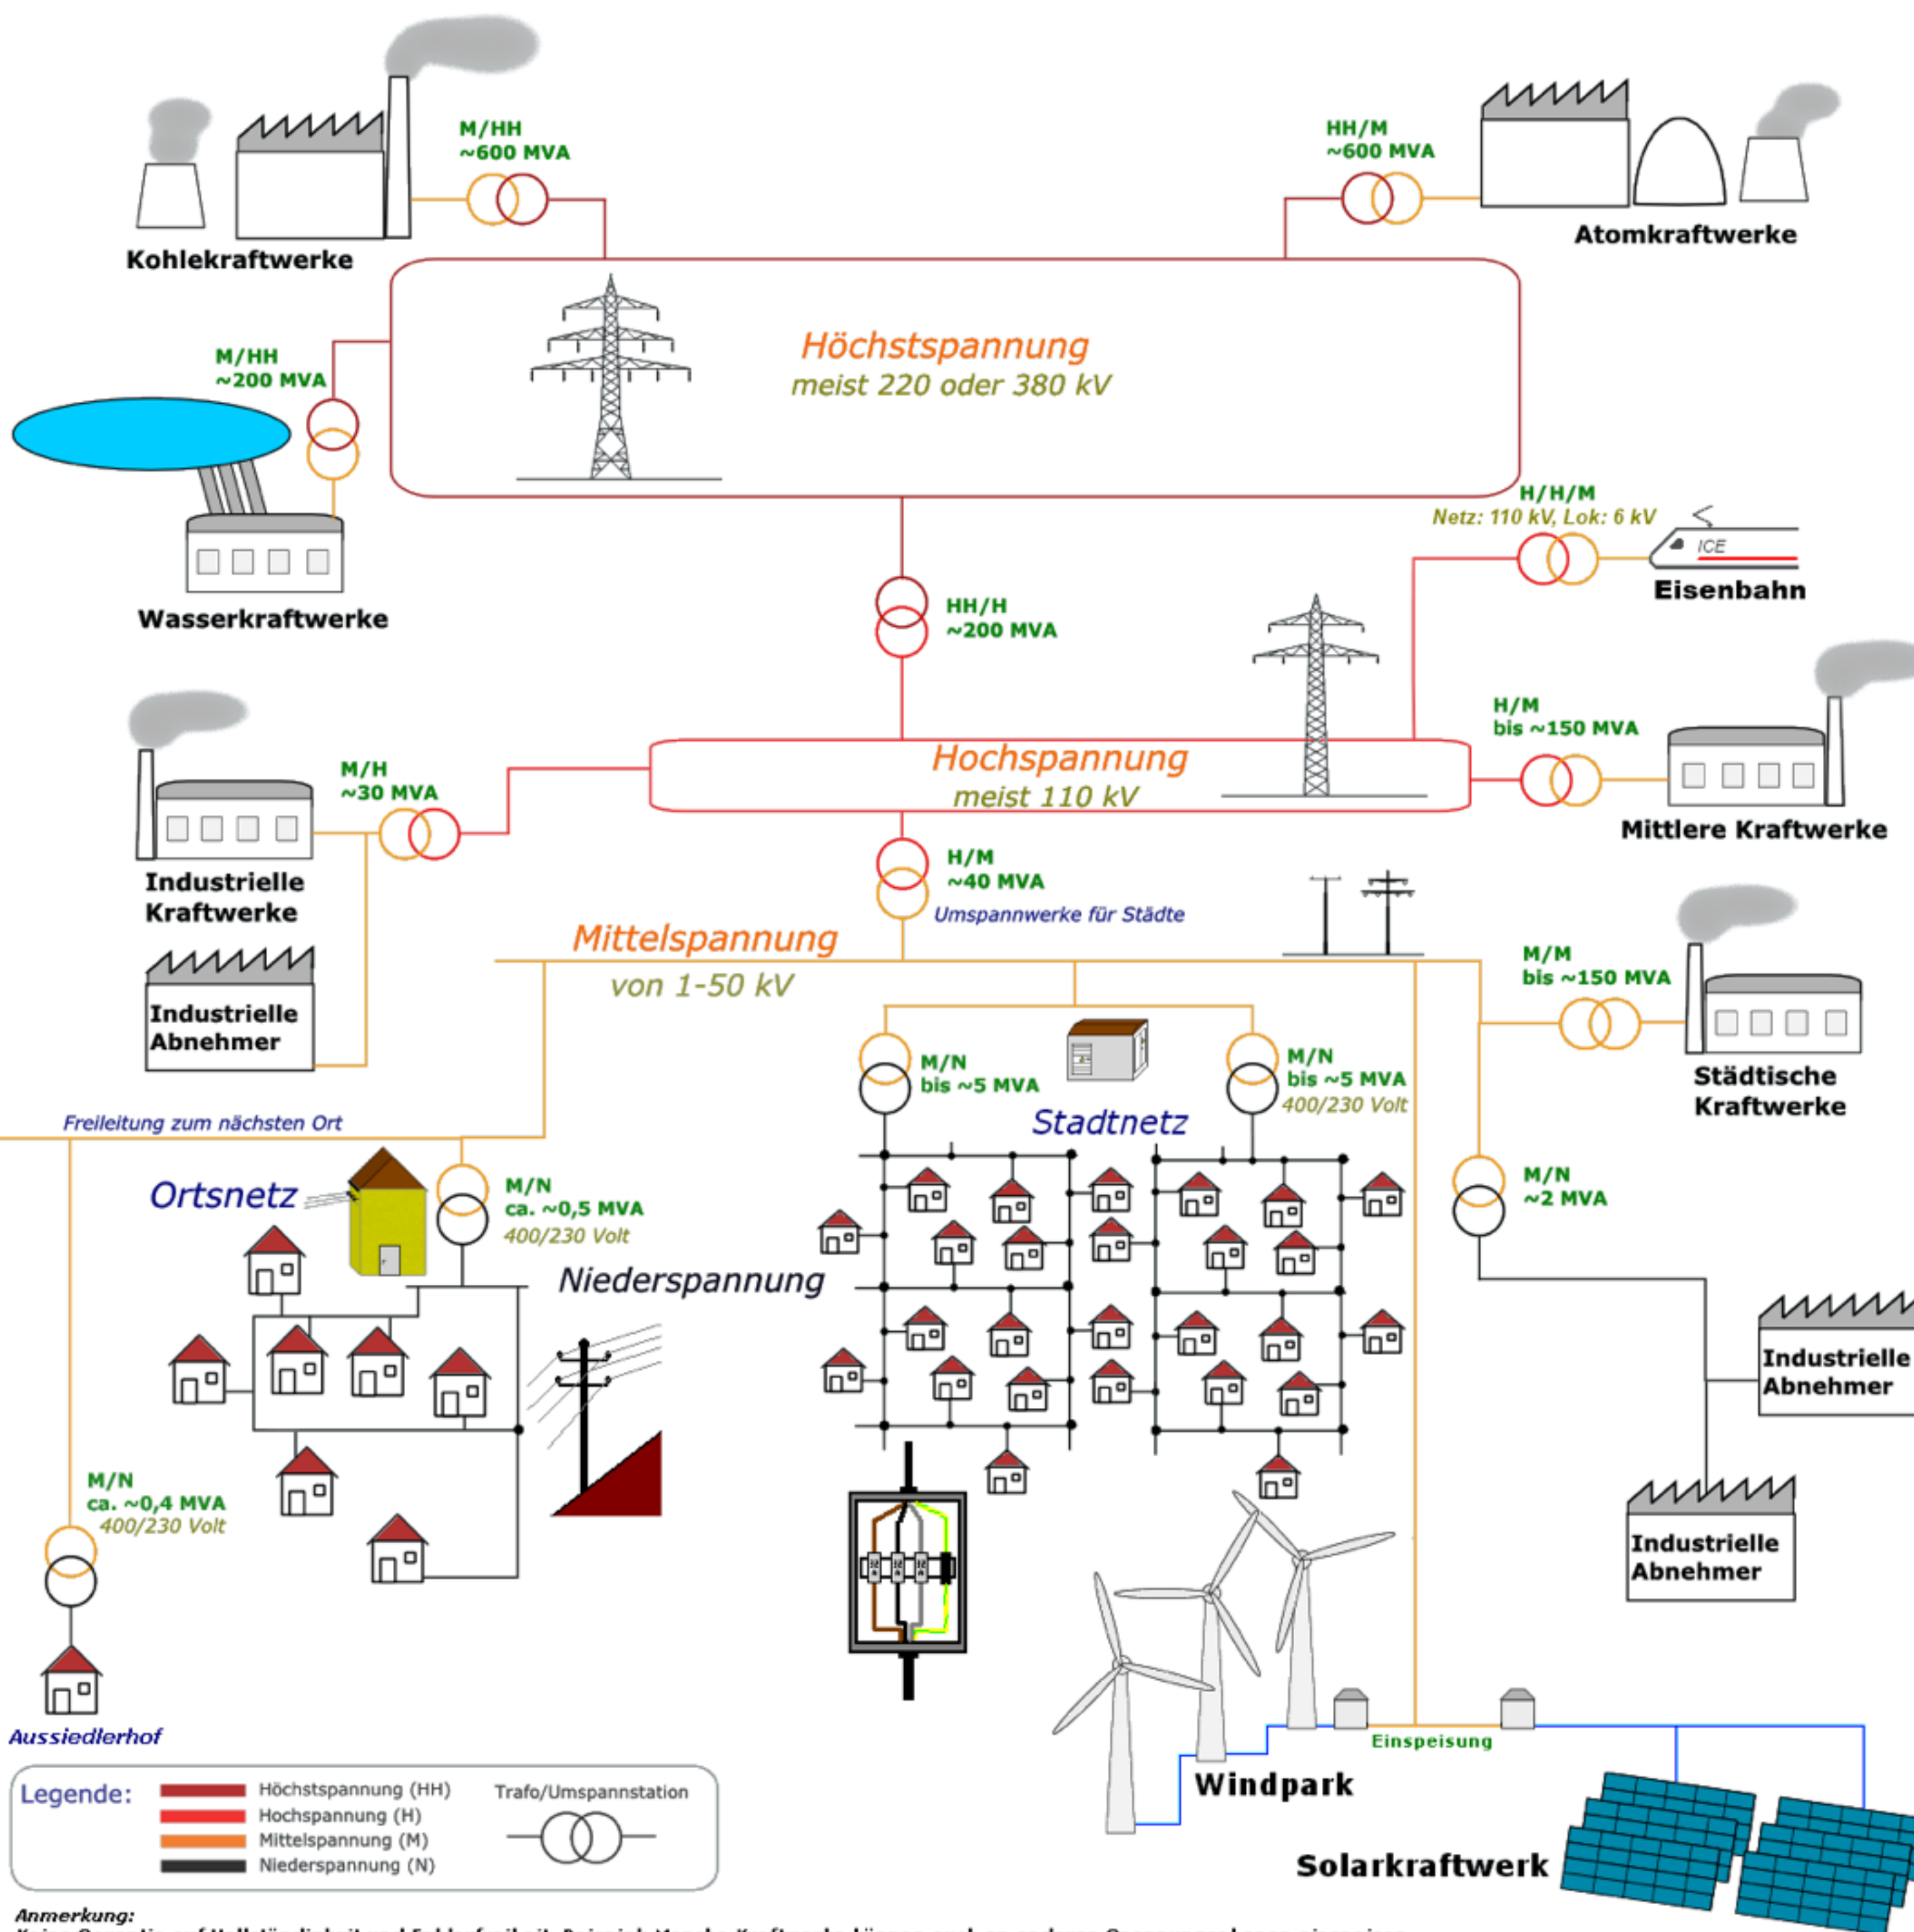 M/HH
~600 MVA
HH/M
~600 MVA
Kohlekraftwerke
Atomkraftwerke
Höchstspannung
meist 220 oder 380 kV
M/HH
~200 MVA
Wasserkraftwerke
H/H/M
Netz: 110 kV, Lok: 6 kV
ICE
Eisenbahn
HH/H
~200 MVA
H/M
bis ~150 MVA
Mittlere Kraftwerke
Hochspannung
meist 110 kV
M/H
~30 MVA
Industrielle
Kraftwerke
H/M
~40 MVA
Umspannwerke für Städte
Mittelspannung
von 1-50 kV
Industrielle
Abnehmer
M/M
bis ~150 MVA
Städtische
Kraftwerke
M/N
bis ~5 MVA
M/N
bis ~5 MVA
400/230 Volt
Stadtnetz
Freileitung zum nächsten Ort
Ortsnetz
M/N
ca. ~0,5 MVA
400/230 Volt
Niederspannung
M/N
~2 MVA
Industrielle
Abnehmer
Industrielle
Abnehmer
M/N
ca. ~0,4 MVA
400/230 Volt
Aussiedlerhof
Einspeisung
Windpark
Solarkraftwerk
Legende:
Höchstspannung (HH)
Hochspannung (H)
Mittelspannung (M)
Niederspannung (N)
Trafo/Umspannstation
Anmerkung: